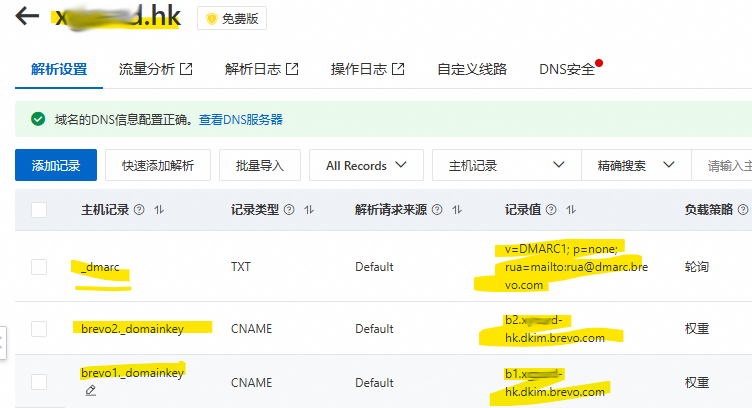 .hk
免费版
解析设置 流量分析 解析日志 操作日志 自定义线路 DNS安全
域名的DNS信息配置正确。查看DNS服务器
添加记录 快速添加解析 批量导入 All Records 主机记录 精确搜索 请输入主
主机记录 记录类型 解析请求来源 记录值 负载策略
_dmarc TXT Default v=DMARC1; p=none;
rua=mailto:rua@dmarc.br
evo.com 轮询
brevo2._domainkey CNAME Default b2.
hk.dkim.brevo.com 权重
brevo1._domainkey CNAME Default b1.
hk.dkim.brevo.com 权重